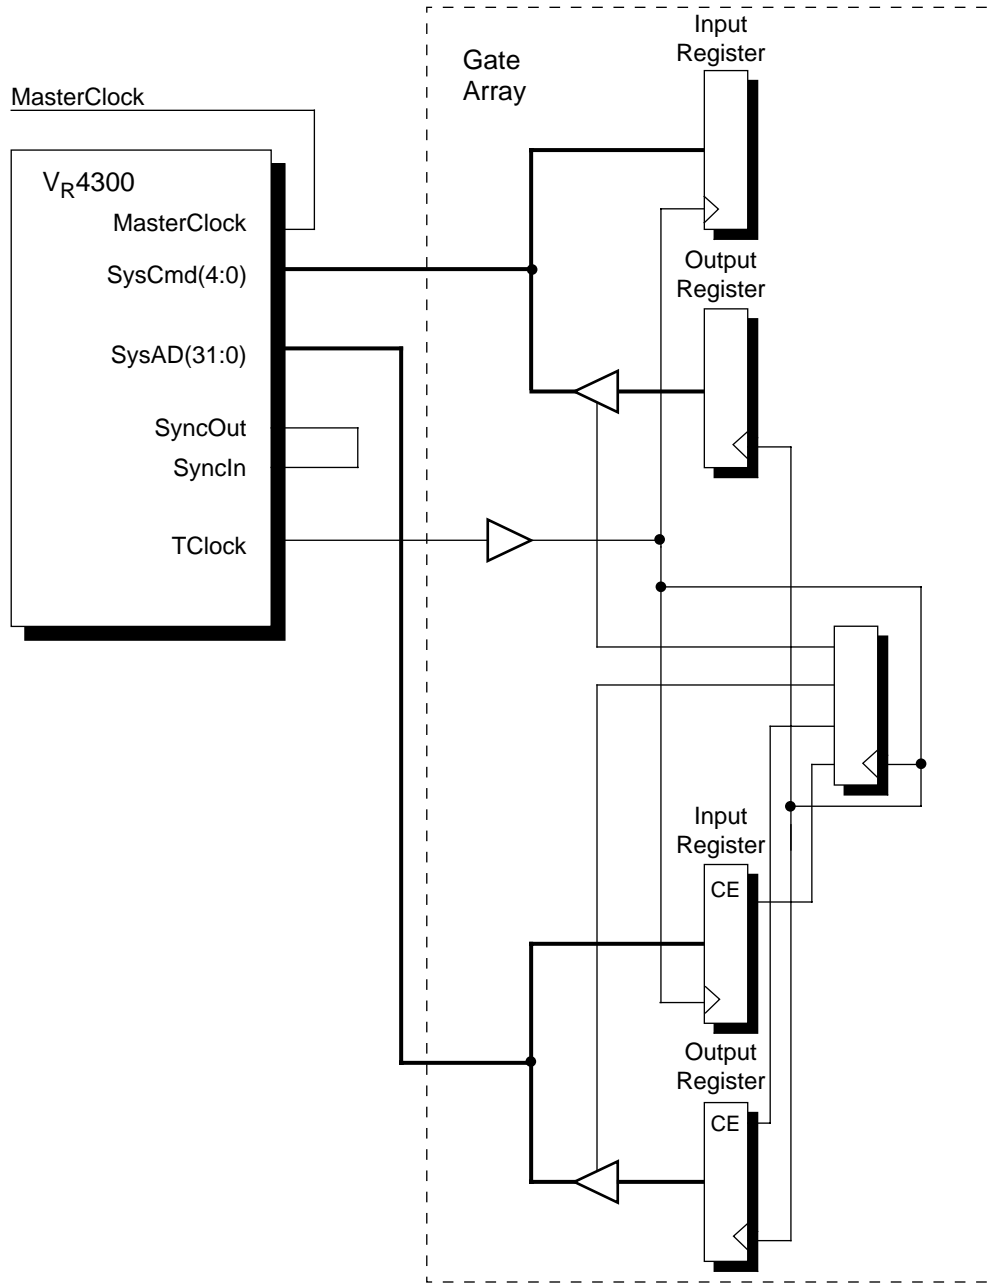 Input
Register
Gate
Array
MasterClock
VR4300
MasterClock
SysCmd(4:0)
Output
Register
SysAD(31:0)
SyncOut
SyncIn
TClock
Input
Register
CE
Output
Register
CE